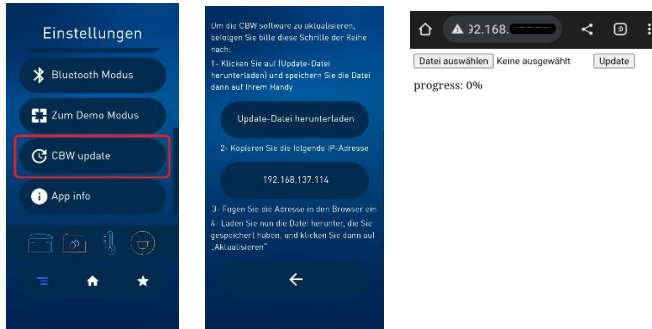 Einstellungen
Bluetooth Modus
Zum Demo Modus
CBW update
App info
Um die CBW software zu aktualisieren,
befolgen Sie bitte diese Schritte der Reihe
nach:
1- Klicken Sie auf (Update-Datei
herunterladen) und speichern Sie die Datei
dann auf Ihrem Handy
Update-Datei herunterladen
2- Kopieren Sie die folgende IP-Adresse
192.168.137.114
3- Fügen Sie die Adresse in den Browser ein
4- Laden Sie nun die Datei herunter, die Sie
gespeichert haben, und klicken Sie dann auf
„Aktualisieren"
92.168.
Datei auswählen Keine ausgewählt Update
progress: 0%